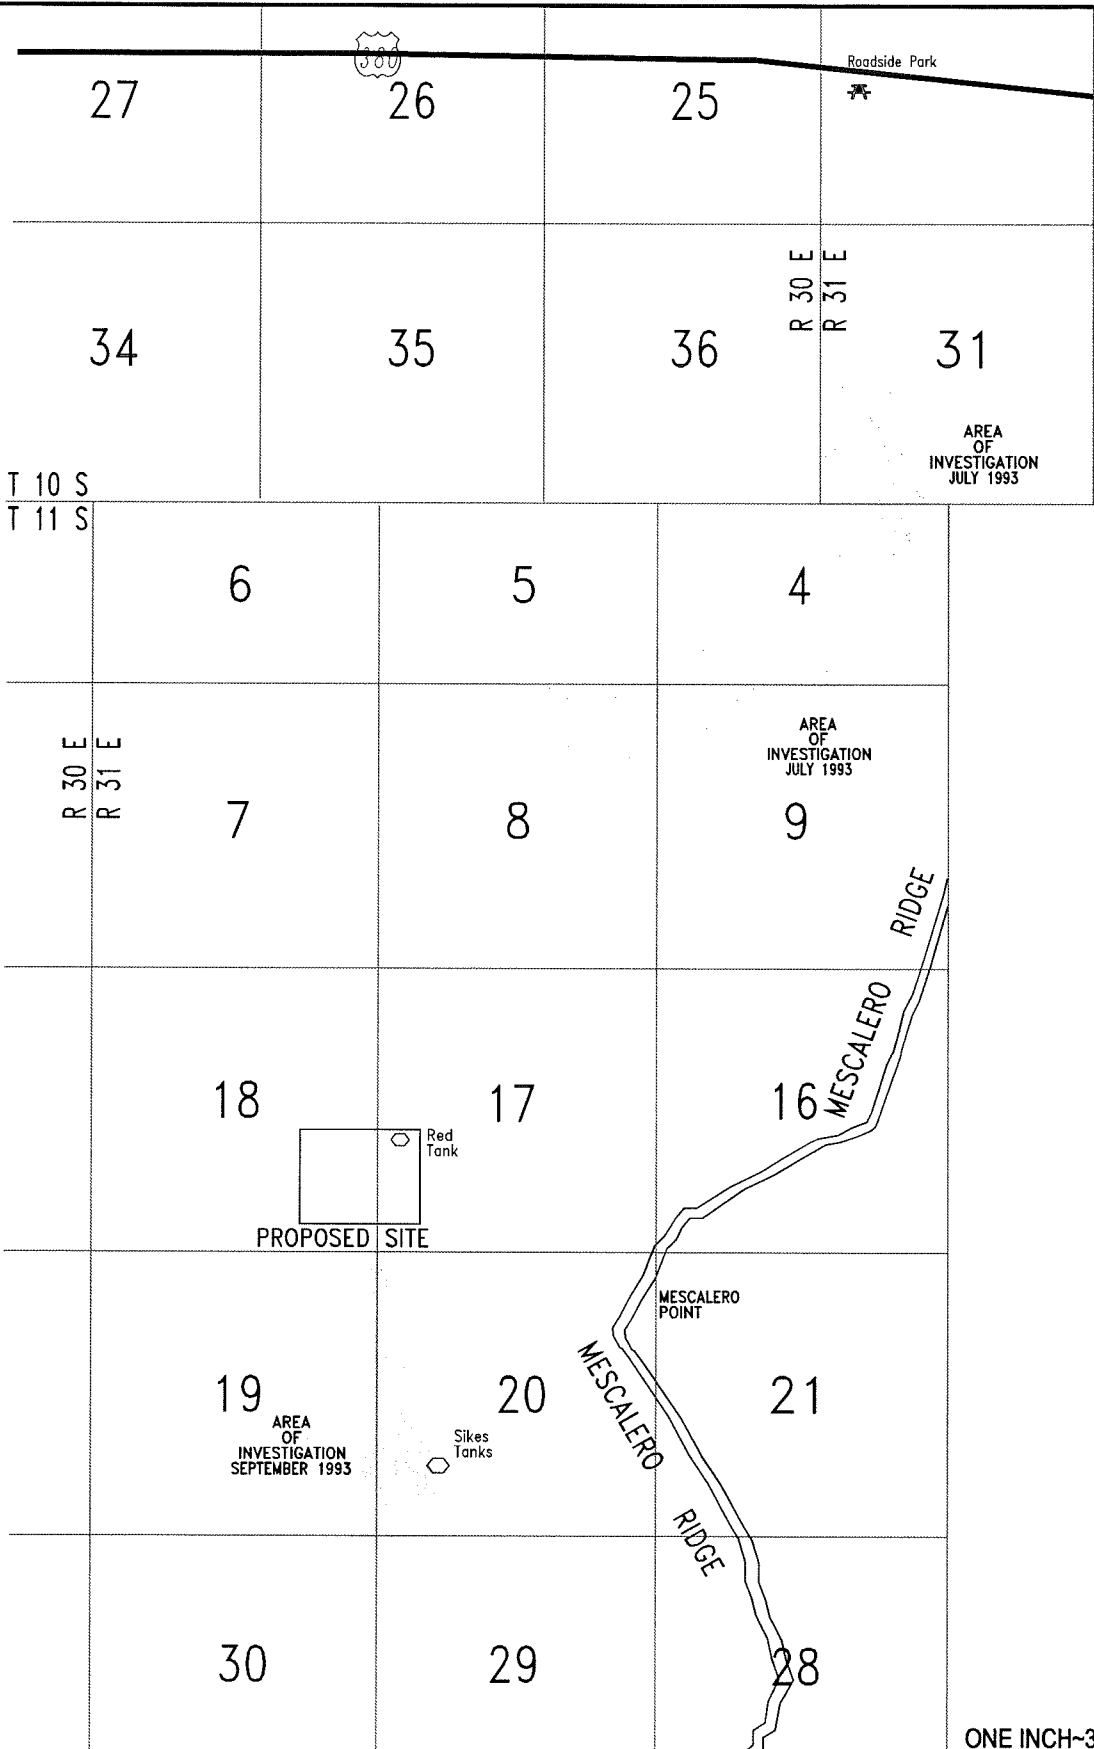 380
Roadside Park
27
26
25
R 30 E
R 31 E
34
35
36
31
AREA
OF
INVESTIGATION
JULY 1993
T 10 S
T 11 S
6
5
4
R 30 E
R 31 E
AREA
OF
INVESTIGATION
JULY 1993
7
8
9
MESCALERO RIDGE
18
17
16
Red
Tank
PROPOSED SITE
MESCALERO
POINT
19
20
21
MESCALERO RIDGE
AREA
OF
INVESTIGATION
SEPTEMBER 1993
Sikes
Tanks
30
29
28
ONE INCH~3